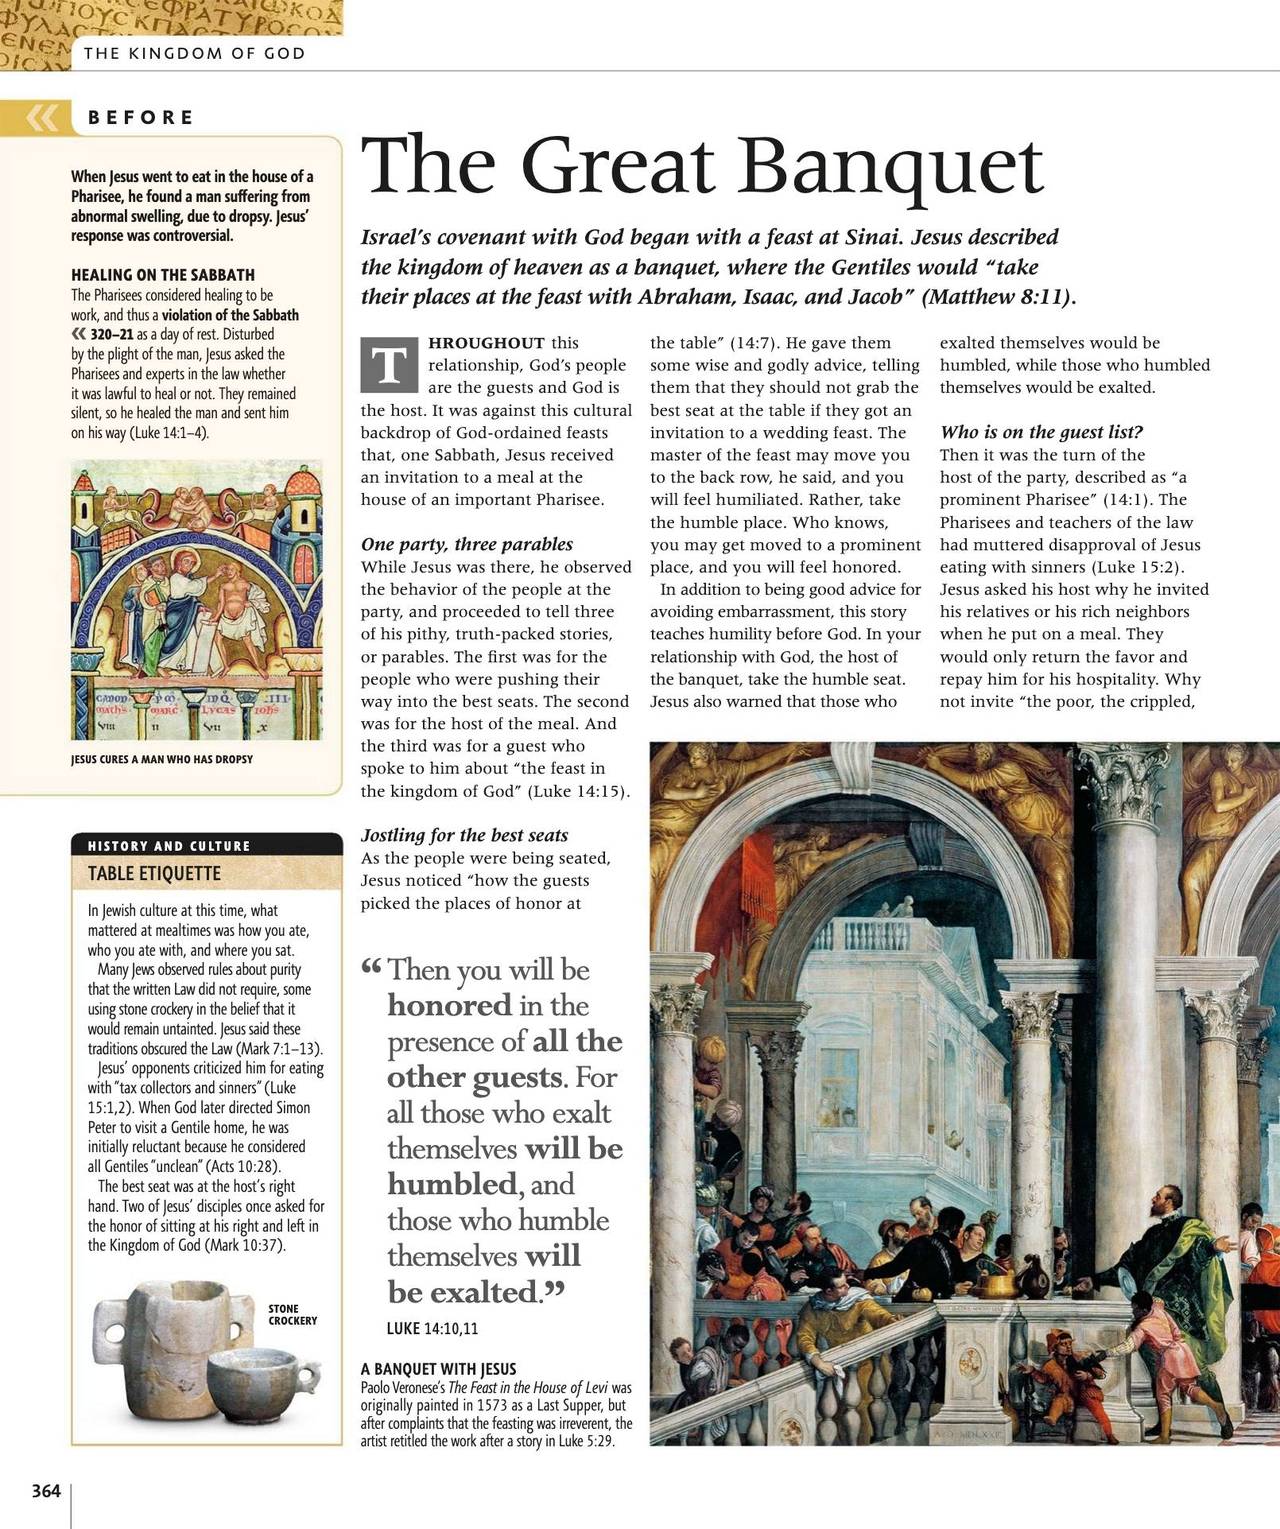 THE KINGDOM OF GOD
BEFORE
When Jesus went to eat in the house of a
Pharisee, he found a man suffering from
abnormal swelling, due to dropsy. Jesus’
response was controversial.
HEALING ON THE SABBATH
The Pharisees considered healing to be
work, and thus a violation of the Sabbath
« 320–21 as a day of rest. Disturbed
by the plight of the man, Jesus asked the
Pharisees and experts in the law whether
it was lawful to heal or not. They remained
silent, so he healed the man and sent him
on his way (Luke 14:1–4).
JESUS CURES A MAN WHO HAS DROPSY
HISTORY AND CULTURE
TABLE ETIQUETTE
In Jewish culture at this time, what
mattered at mealtimes was how you ate,
who you ate with, and where you sat.
Many Jews observed rules about purity
that the written Law did not require, some
using stone crockery in the belief that it
would remain untainted. Jesus said these
traditions obscured the Law (Mark 7:1–13).
Jesus’ opponents criticized him for eating
with “tax collectors and sinners” (Luke
15:1,2). When God later directed Simon
Peter to visit a Gentile home, he was
initially reluctant because he considered
all Gentiles “unclean” (Acts 10:28).
The best seat was at the host’s right
hand. Two of Jesus’ disciples once asked for
the honor of sitting at his right and left in
the Kingdom of God (Mark 10:37).
STONE
CROCKERY
The Great Banquet
Israel’s covenant with God began with a feast at Sinai. Jesus described
the kingdom of heaven as a banquet, where the Gentiles would “take
their places at the feast with Abraham, Isaac, and Jacob” (Matthew 8:11).
THROUGHOUT this
relationship, God’s people
are the guests and God is
the host. It was against this cultural
backdrop of God-ordained feasts
that, one Sabbath, Jesus received
an invitation to a meal at the
house of an important Pharisee.
One party, three parables
While Jesus was there, he observed
the behavior of the people at the
party, and proceeded to tell three
of his pithy, truth-packed stories,
or parables. The first was for the
people who were pushing their
way into the best seats. The second
was for the host of the meal. And
the third was for a guest who
spoke to him about “the feast in
the kingdom of God” (Luke 14:15).
Jostling for the best seats
As the people were being seated,
Jesus noticed “how the guests
picked the places of honor at
the table” (14:7). He gave them
some wise and godly advice, telling
them that they should not grab the
best seat at the table if they got an
invitation to a wedding feast. The
master of the feast may move you
to the back row, he said, and you
will feel humiliated. Rather, take
the humble place. Who knows,
you may get moved to a prominent
place, and you will feel honored.
In addition to being good advice for
avoiding embarrassment, this story
teaches humility before God. In your
relationship with God, the host of
the banquet, take the humble seat.
Jesus also warned that those who
exalted themselves would be
humbled, while those who humbled
themselves would be exalted.
Who is on the guest list?
Then it was the turn of the
host of the party, described as “a
prominent Pharisee” (14:1). The
Pharisees and teachers of the law
had muttered disapproval of Jesus
eating with sinners (Luke 15:2).
Jesus asked his host why he invited
his relatives or his rich neighbors
when he put on a meal. They
would only return the favor and
repay him for his hospitality. Why
not invite “the poor, the crippled,
“Then you will be
honored in the
presence of all the
other guests. For
all those who exalt
themselves will be
humbled, and
those who humble
themselves will
be exalted.”
LUKE 14:10,11
A BANQUET WITH JESUS
Paolo Veronese’s The Feast in the House of Levi was
originally painted in 1573 as a Last Supper, but
after complaints that the feasting was irreverent, the
artist retitled the work after a story in Luke 5:29.
364